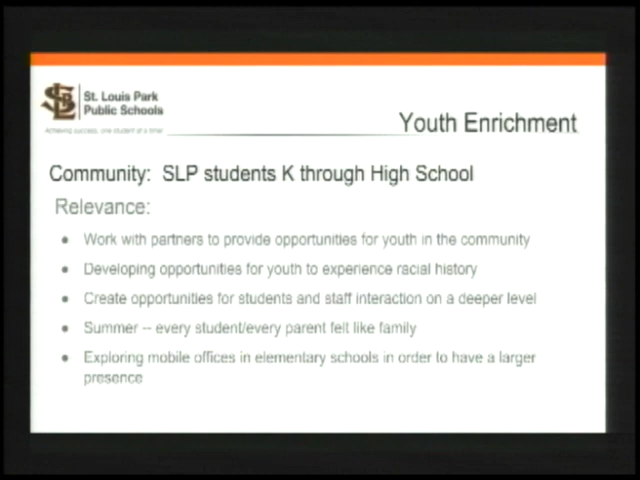 SLP
St. Louis Park
Public Schools
Achieving success, one student at a time!
Youth Enrichment
Community: SLP students K through High School
Relevance:
• Work with partners to provide opportunities for youth in the community
• Developing opportunities for youth to experience racial history
• Create opportunities for students and staff interaction on a deeper level
• Summer -- every student/every parent felt like family
• Exploring mobile offices in elementary schools in order to have a larger
presence